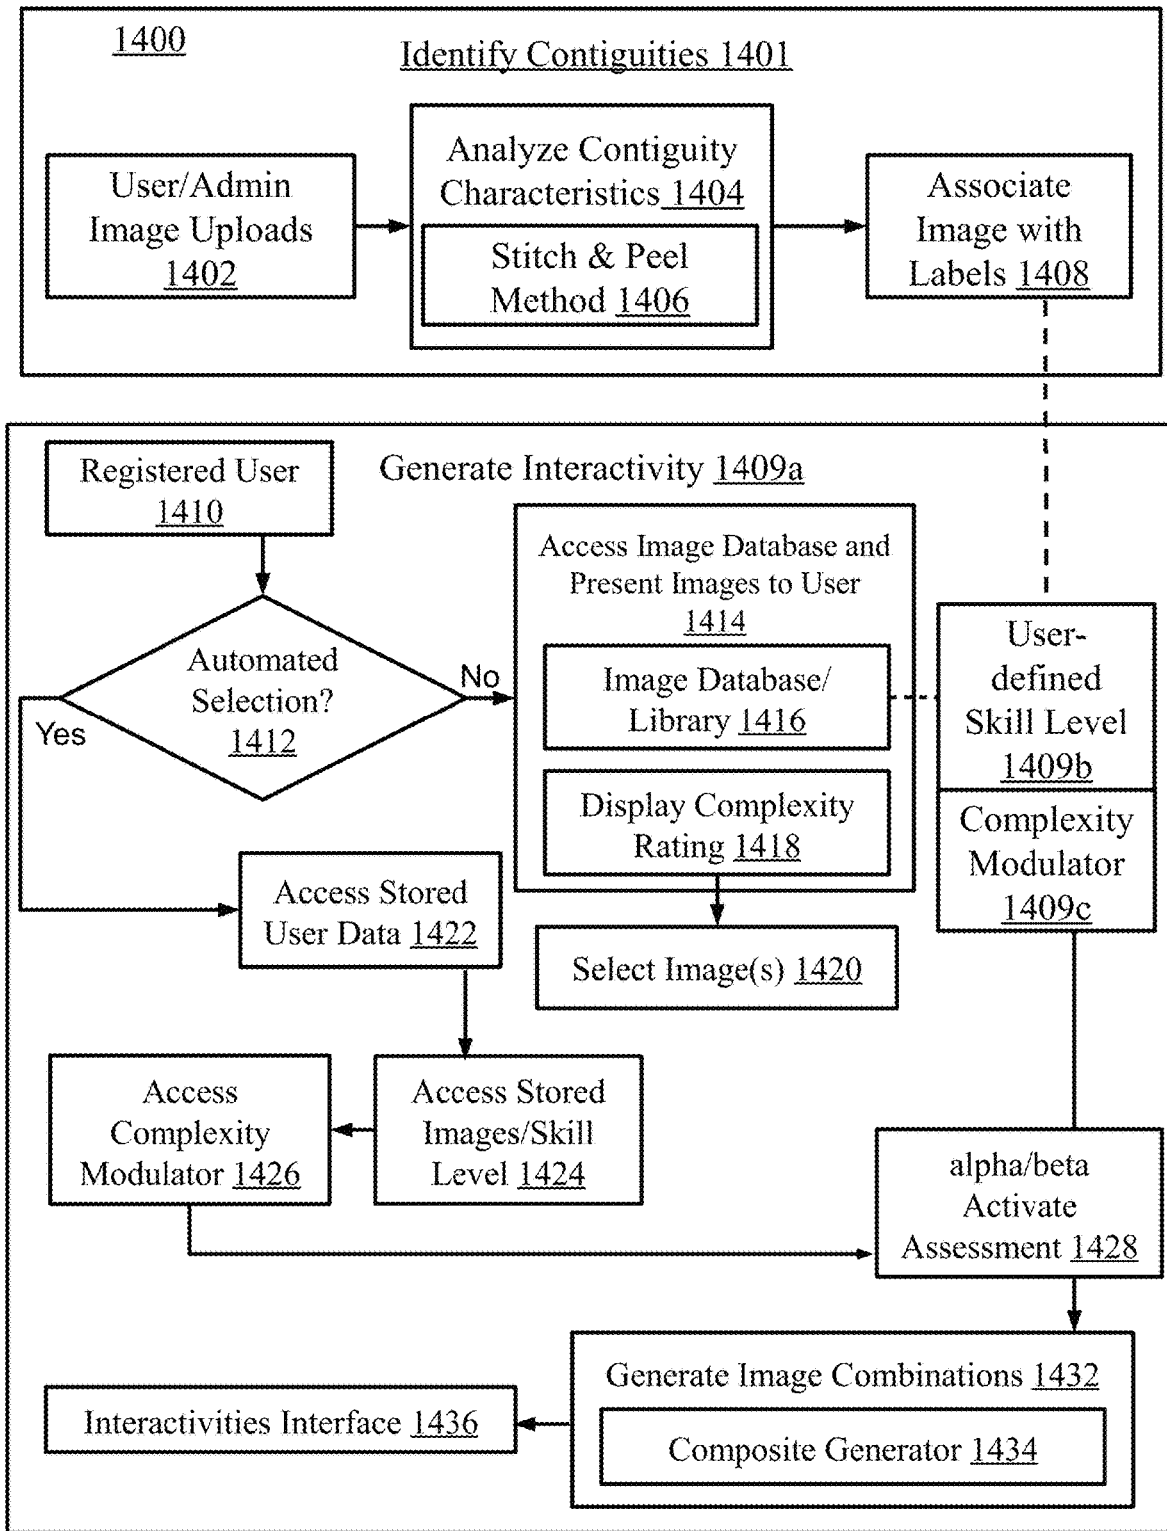 1400
Identify Contiguities 1401
User/Admin
Image Uploads
1402
Analyze Contiguity
Characteristics 1404
Stitch & Peel
Method 1406
Associate
Image with
Labels 1408
Registered User
1410
Generate Interactivity 1409a
Automated
Selection?
1412
Yes
No
Access Image Database and
Present Images to User
1414
Image Database/
Library 1416
Display Complexity
Rating 1418
User-
defined
Skill Level
1409b
Complexity
Modulator
1409c
Select Image(s) 1420
Access Stored
User Data 1422
Access Stored
Images/Skill
Level 1424
Access
Complexity
Modulator 1426
alpha/beta
Activate
Assessment 1428
Generate Image Combinations 1432
Composite Generator 1434
Interactivities Interface 1436